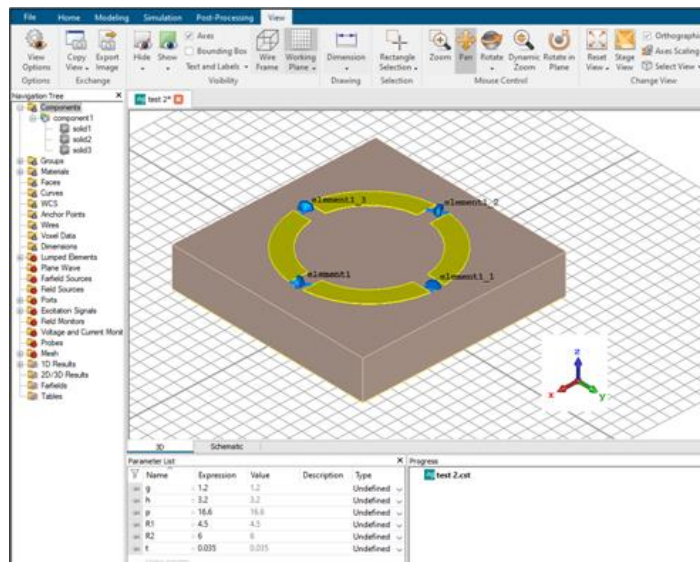 File Home Modeling Simulation Post-Processing View
View Options Copy View Export Image Hide Show Axes Bounding Box Text and Labels Wire Frame Working Plane Dimension Rectangle Selection Zoom Pan Rotate Dynamic Zoom Rotate in Plane Reset View Stage View Orthographic Axes Scaling Select View
Options Exchange Visibility Drawing Selection Mouse Control Change View
Navigation Tree
test 2*
Components
component1
solid1
solid2
solid3
Groups
Materials
Faces
Curves
WCS
Anchor Points
Wires
Voxel Data
Dimensions
Lumped Elements
Plane Wave
Farfield Sources
Field Sources
Ports
Excitation Signals
Field Monitors
Voltage and Current Monit
Probes
Mesh
1D Results
2D/3D Results
Farfields
Tables
element1_3
element1_2
element1
element1_1
z
x y
3D Schematic
Parameter List
Name Expression Value Description Type
g = 1.2 1.2 Undefined
h = 3.2 3.2 Undefined
p = 16.6 16.6 Undefined
R1 = 4.5 4.5 Undefined
R2 = 6 6 Undefined
t = 0.035 0.035 Undefined
Progress
test 2.cst